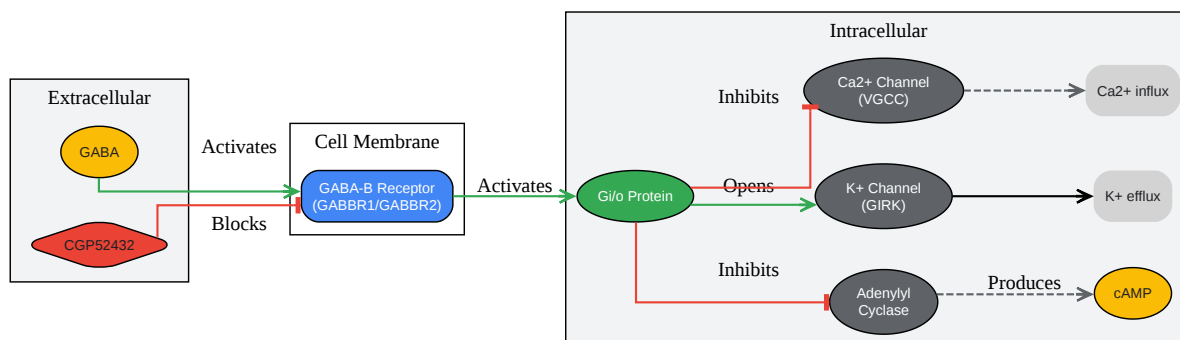 Extracellular
GABA
CGP52432
Activates
Blocks
Cell Membrane
GABA-B Receptor
(GABBR1/GABBR2)
Activates
Intracellular
Gi/o Protein
Inhibits
Opens
Inhibits
Ca2+ Channel
(VGCC)
K+ Channel
(GIRK)
Adenylyl
Cyclase
Produces
Ca2+ influx
K+ efflux
cAMP